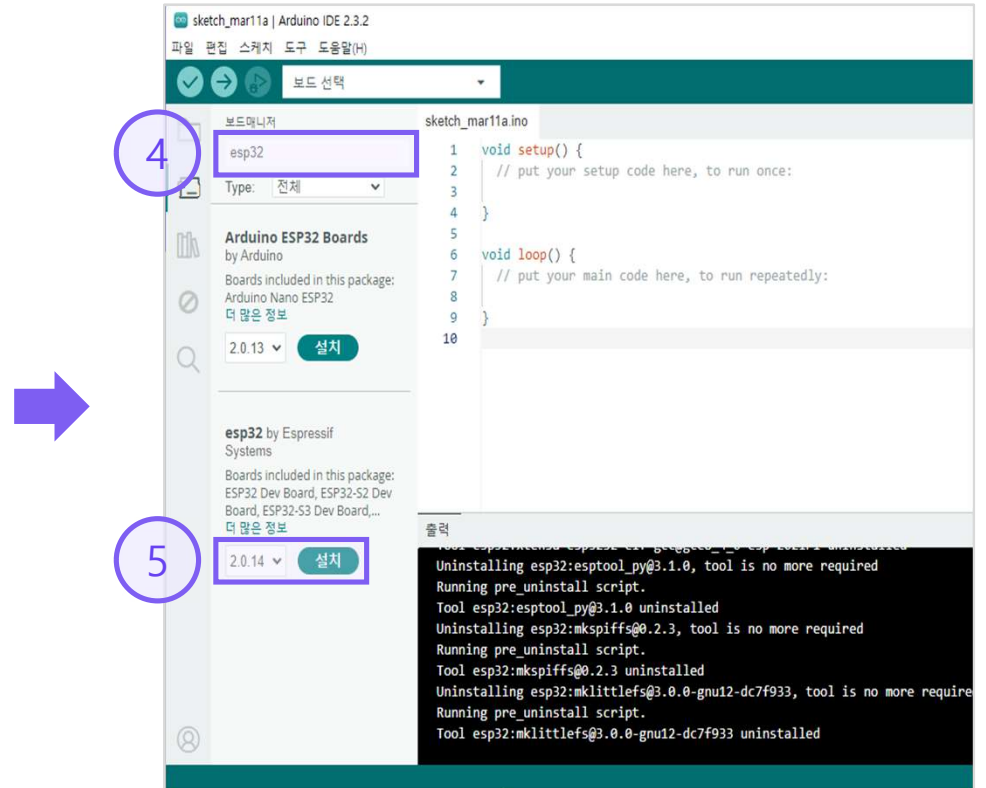 sketch_mar11a | Arduino IDE 2.3.2
파일 편집 스케치 도구 도움말(H)
보드 선택
보드매니저
4
esp32
Type: 전체
Arduino ESP32 Boards
by Arduino
Boards included in this package:
Arduino Nano ESP32
더 많은 정보
2.0.13 설치
esp32 by Espressif
Systems
Boards included in this package:
ESP32 Dev Board, ESP32-S2 Dev
Board, ESP32-S3 Dev Board,...
더 많은 정보
5
2.0.14 설치
sketch_mar11a.ino
1 void setup() {
2 // put your setup code here, to run once:
3
4 }
5
6 void loop() {
7 // put your main code here, to run repeatedly:
8
9 }
10
출력
Uninstalling esp32:esptool_py@3.1.0, tool is no more required
Running pre_uninstall script.
Tool esp32:esptool_py@3.1.0 uninstalled
Uninstalling esp32:mkspiffs@0.2.3, tool is no more required
Running pre_uninstall script.
Tool esp32:mkspiffs@0.2.3 uninstalled
Uninstalling esp32:mklittlefs@3.0.0-gnu12-dc7f933, tool is no more require
Running pre_uninstall script.
Tool esp32:mklittlefs@3.0.0-gnu12-dc7f933 uninstalled